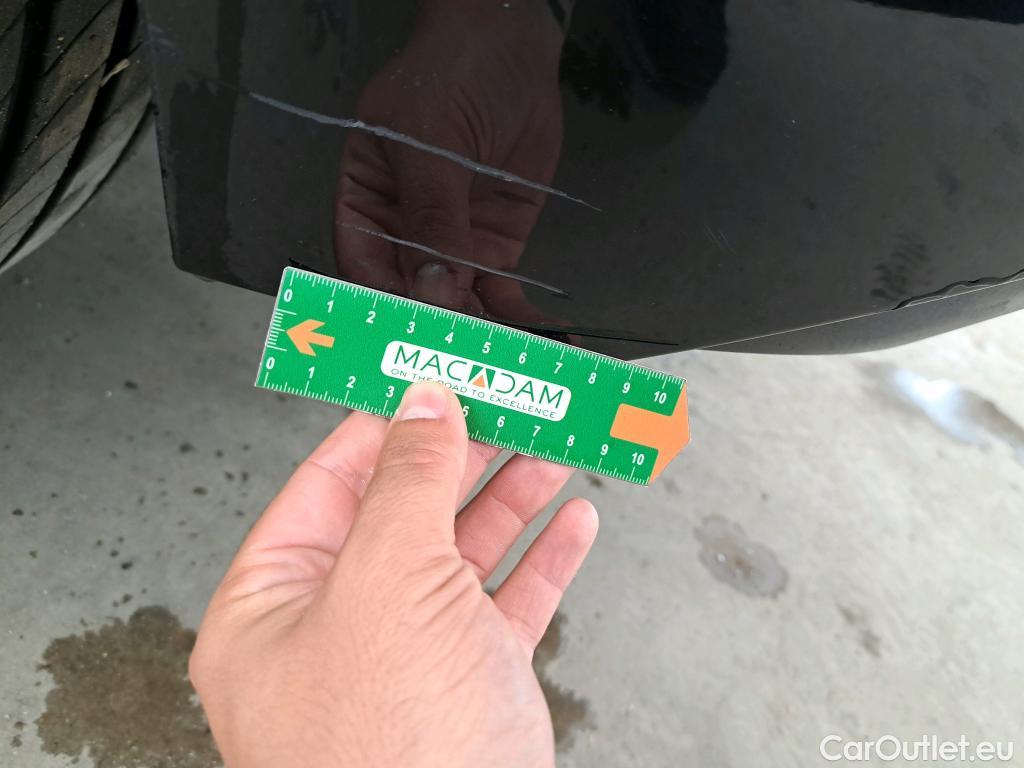 0 1 2 3 4 5 6 7 8 9 10
MACADAM
ON THE ROAD TO EXCELLENCE
0 1 2 3 5 6 7 8 9 10
CarOutlet.eu